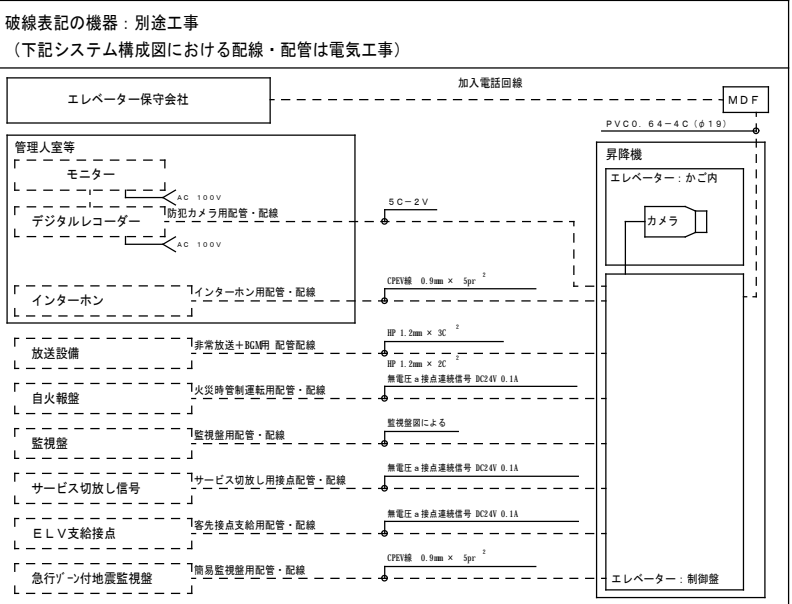 破線表記の機器：別途工事
（下記システム構成図における配線・配管は電気工事）
エレベーター保守会社
加入電話回線
MDF
PVC0.64-4C(φ19)
管理人室等
モニター
AC 100V
デジタルレコーダー
防犯カメラ用配管・配線
5C-2V
AC 100V
インターホン
インターホン用配管・配線
CPEV線 0.9mm × 5pr ²
昇降機
エレベーター：かご内
カメラ
放送設備
非常放送＋BGM用 配管配線
HP 1.2mm × 3C ²
HP 1.2mm × 2C ²
自火報盤
火災時管制運転用配管・配線
無電圧ａ接点連続信号 DC24V 0.1A
監視盤
監視盤用配管・配線
監視盤図による
サービス切放し信号
サービス切放し用接点配管・配線
無電圧ａ接点連続信号 DC24V 0.1A
ＥＬＶ支給接点
客先接点支給用配管・配線
無電圧ａ接点連続信号 DC24V 0.1A
急行ｿﾞｰﾝ付地震監視盤
簡易監視盤用配管・配線
CPEV線 0.9mm × 5pr ²
エレベーター：制御盤